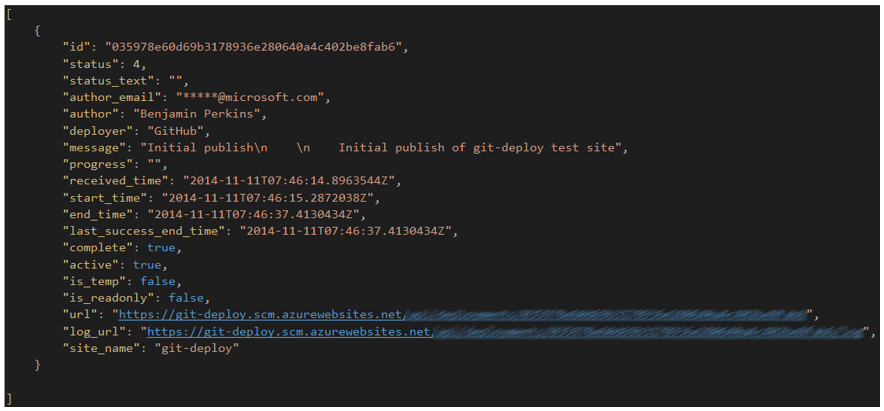 [
{
"id": "035978e60d69b3178936e280640a4c402be8fab6",
"status": 4,
"status_text": "",
"author_email": "*****@microsoft.com",
"author": "Benjamin Perkins",
"deployer": "GitHub",
"message": "Initial publish\n    \n    Initial publish of git-deploy test site",
"progress": "",
"received_time": "2014-11-11T07:46:14.8963544Z",
"start_time": "2014-11-11T07:46:15.2872038Z",
"end_time": "2014-11-11T07:46:37.4130434Z",
"last_success_end_time": "2014-11-11T07:46:37.4130434Z",
"complete": true,
"active": true,
"is_temp": false,
"is_readonly": false,
"url": "https://git-deploy.scm.azurewebsites.net/",
"log_url": "https://git-deploy.scm.azurewebsites.net/",
"site_name": "git-deploy"
}
]